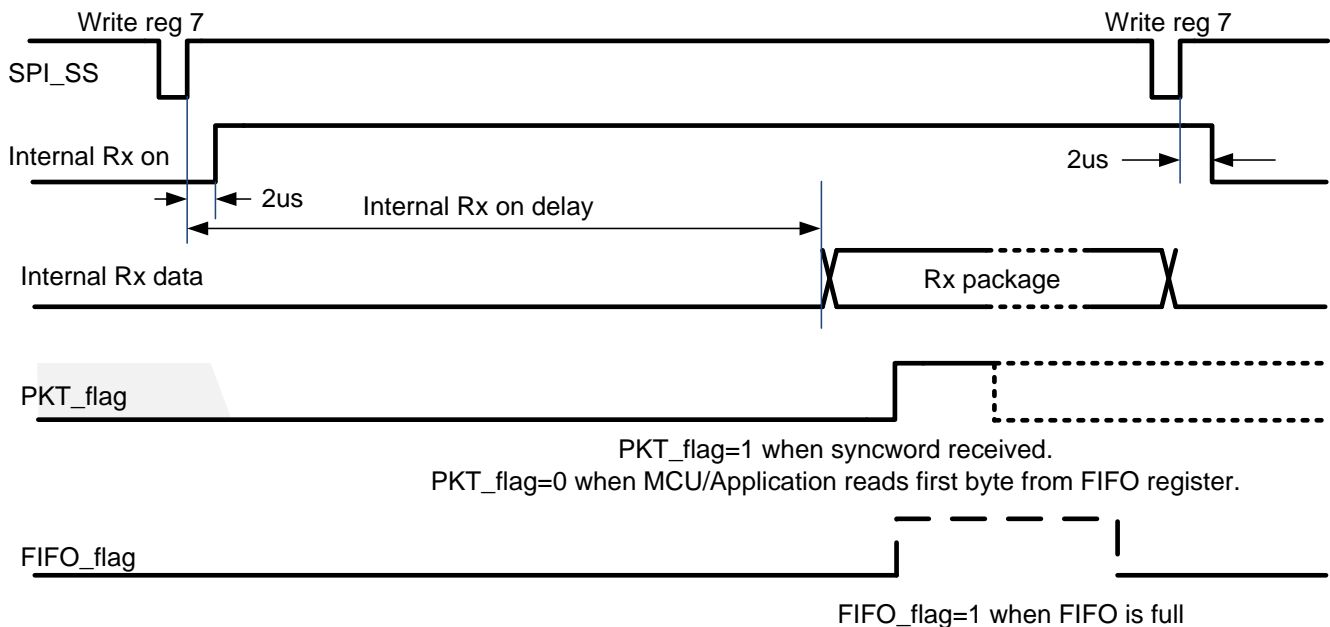 Write reg 7
Write reg 7
SPI_SS
Internal Rx on
2us
2us
Internal Rx on delay
Internal Rx data
Rx package
PKT_flag
PKT_flag=1 when syncword received.
PKT_flag=0 when MCU/Application reads first byte from FIFO register.
FIFO_flag
FIFO_flag=1 when FIFO is full